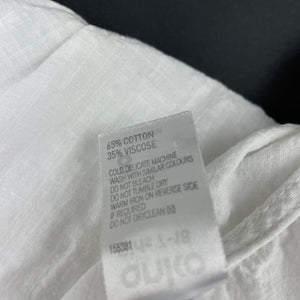 65% COTTON
35% VISCOSE
COLD DELICATE MACHINE
WASH WITH SIMILAR COLOURS
DO NOT BLEACH
DO NOT TUMBLE DRY
WARM IRON ON REVERSE SIDE
IF REQUIRED
DO NOT DRYCLEAN